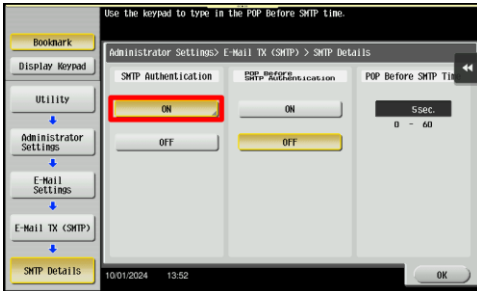 Use the keypad to type in the POP Before SMTP time.
Bookmark
Display Keypad
Utility
Administrator
Settings
E-Mail
Settings
E-Mail TX (SMTP)
SMTP Details
Administrator Settings> E-Mail TX (SMTP) > SMTP Details
SMTP Authentication
ON
OFF
POP Before
SMTP Authentication
ON
OFF
POP Before SMTP Tim
5sec.
0 - 60
10/01/2024 13:52
OK